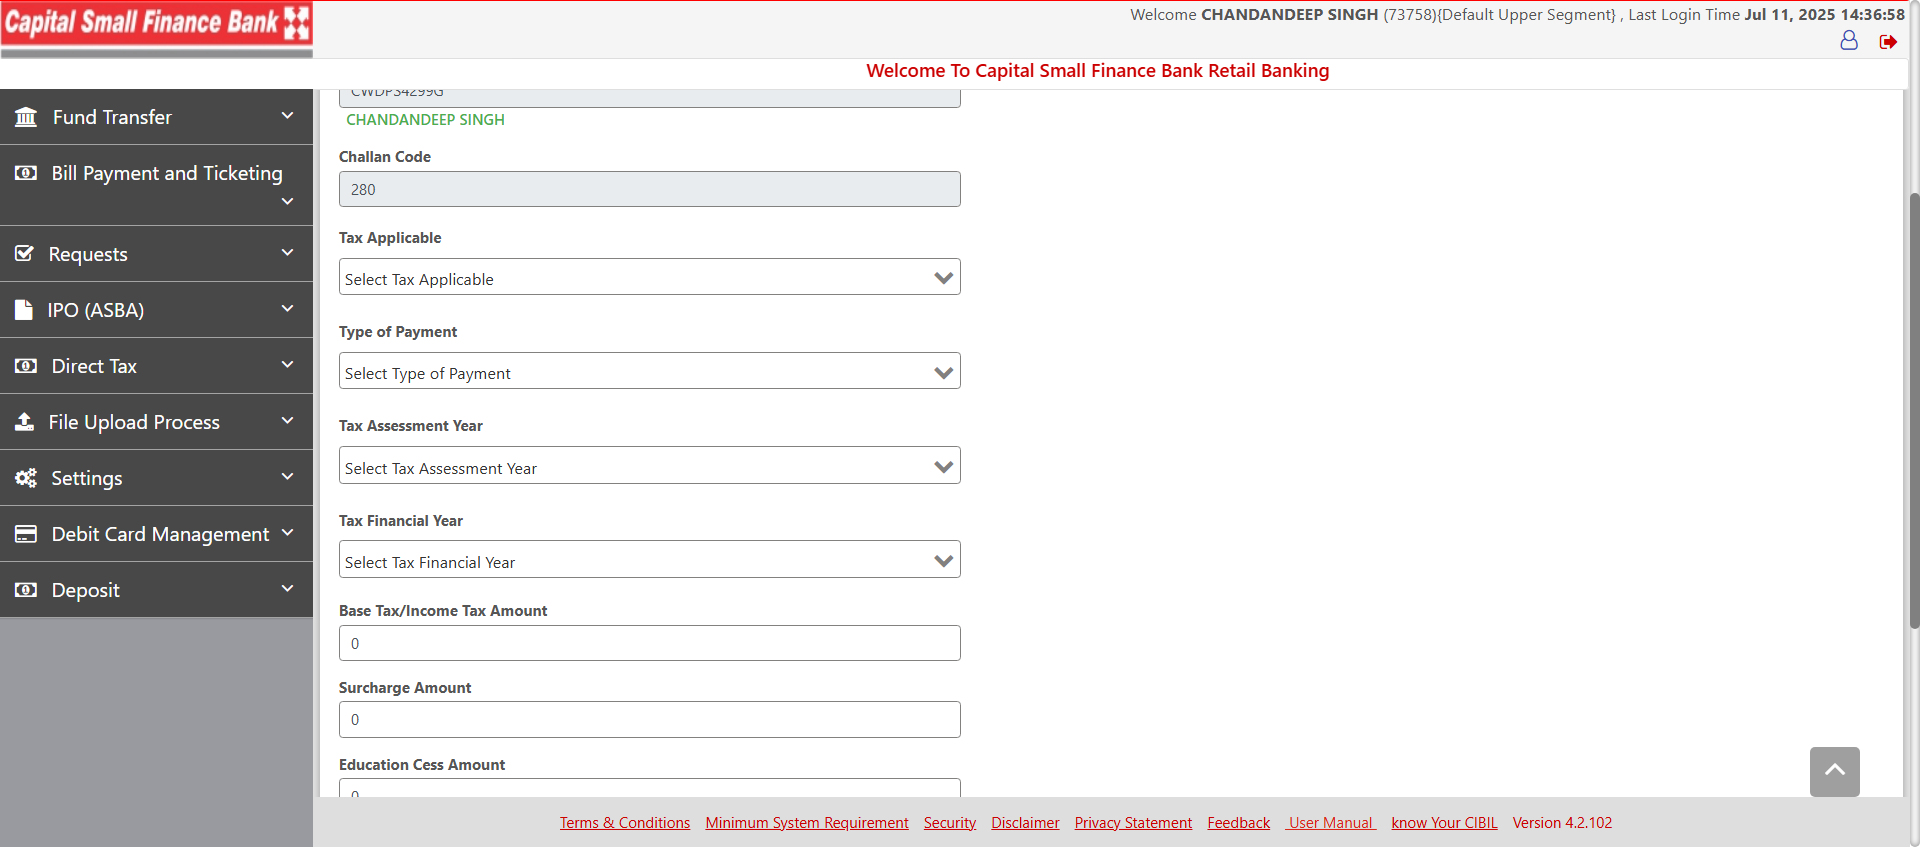 Capital Small Finance Bank
Welcome CHANDANDEEP SINGH (73758){Default Upper Segment} , Last Login Time Jul 11, 2025 14:36:58
Welcome To Capital Small Finance Bank Retail Banking
Fund Transfer
Bill Payment and Ticketing
Requests
IPO (ASBA)
Direct Tax
File Upload Process
Settings
Debit Card Management
Deposit
CWDPS4299G
CHANDANDEEP SINGH
Challan Code
280
Tax Applicable
Select Tax Applicable
Type of Payment
Select Type of Payment
Tax Assessment Year
Select Tax Assessment Year
Tax Financial Year
Select Tax Financial Year
Base Tax/Income Tax Amount
0
Surcharge Amount
0
Education Cess Amount
0
Terms & Conditions Minimum System Requirement Security Disclaimer Privacy Statement Feedback User Manual know Your CIBIL Version 4.2.102